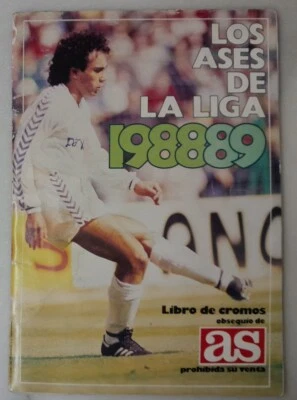 LOS
ASES
DE
LA LIGA
198889
Libro de cromos
obsequio de
as
prohibida su venta